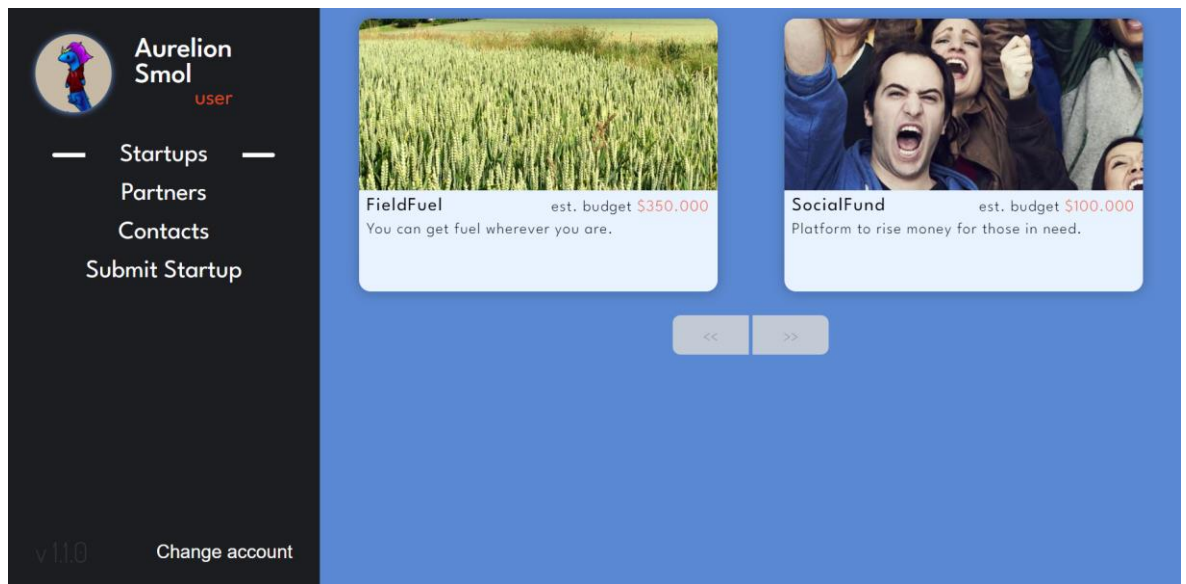 Aurelion
Smol
user
Startups
Partners
Contacts
Submit Startup
v 1.1.0
Change account
FieldFuel est. budget $350.000
You can get fuel wherever you are.
SocialFund est. budget $100.000
Platform to rise money for those in need.
<< >>